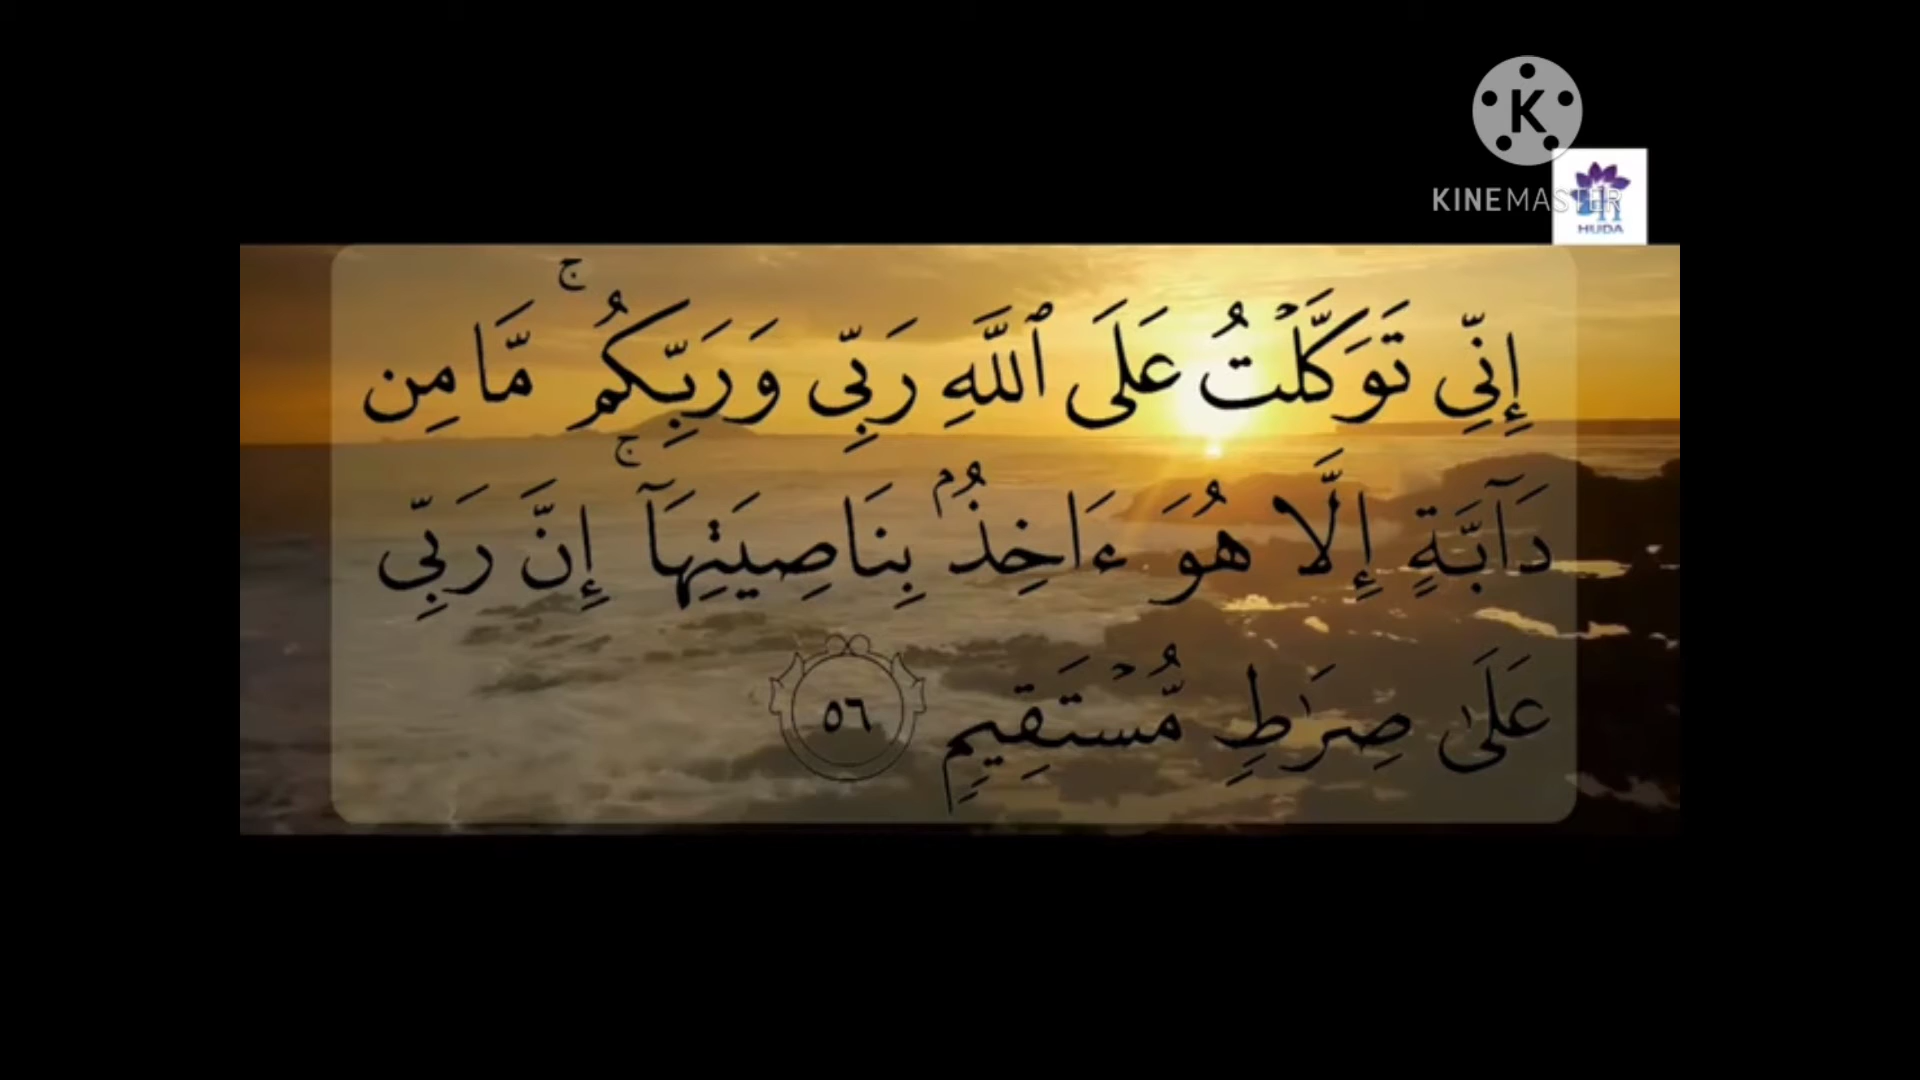 KINEMASTER
HUDA
إِنِّي تَوَكَّلۡتُ عَلَى ٱللَّهِ رَبِّي وَرَبِّكُمۚ مَّا مِن
دَآبَّةٍ إِلَّا هُوَ ءَاخِذُۢ بِنَاصِيَتِهَآۚ إِنَّ رَبِّي
عَلَىٰ صِرَٰطٖ مُّسۡتَقِيمٖ ٥٦